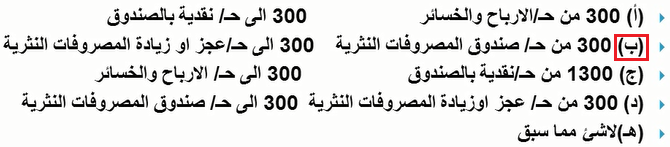 (أ) 300 من حـ/الارباح والخسائر 300 الى حـ/ نقدية بالصندوق
(ب) 300 من حـ/ صندوق المصروفات النثرية 300 الى حـ/عجز او زيادة المصروفات النثرية
(ج) 1300 من حـ/نقدية بالصندوق 300 الى حـ/ الارباح والخسائر
(د) 300 من حـ/ عجز اوزيادة المصروفات النثرية 300 الى حـ/ صندوق المصروفات النثرية
(هـ)لاشئ مما سبق